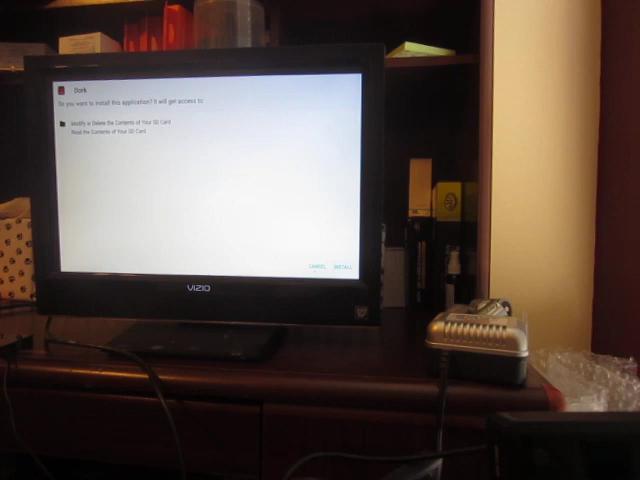 Dork
Do you want to install this application? It will get access to:
Modify or Delete the Contents of Your SD Card
Read the Contents of Your SD Card
CANCEL INSTALL
VIZIO